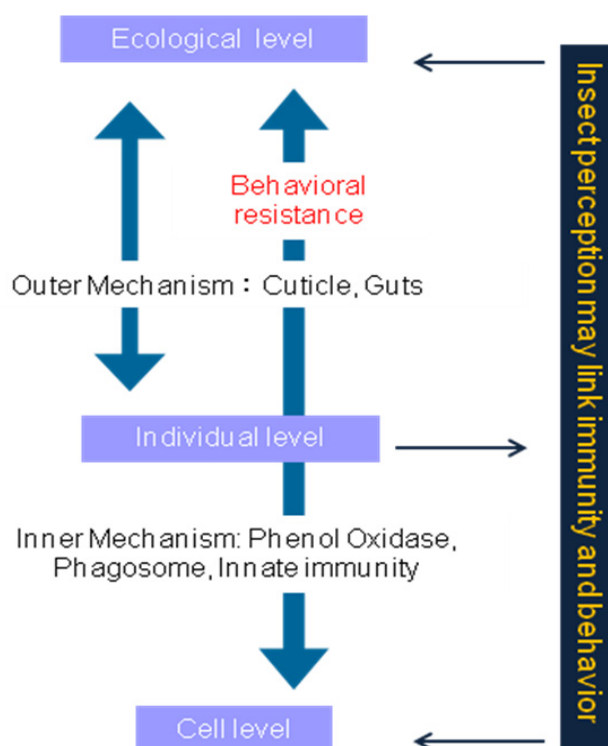 Ecological level
Behavioral
resistance
Outer Mechanism： Cuticle, Guts
Individual level
Inner Mechanism: Phenol Oxidase,
Phagosome, Innate immunity
Cell level
Insect perception may link immunity and behavior